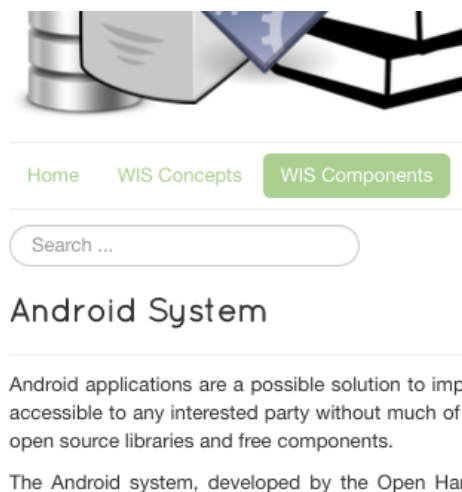 Home WIS Concepts WIS Components
Search ...
Android System
Android applications are a possible solution to imp
accessible to any interested party without much of
open source libraries and free components.
The Android system, developed by the Open Har